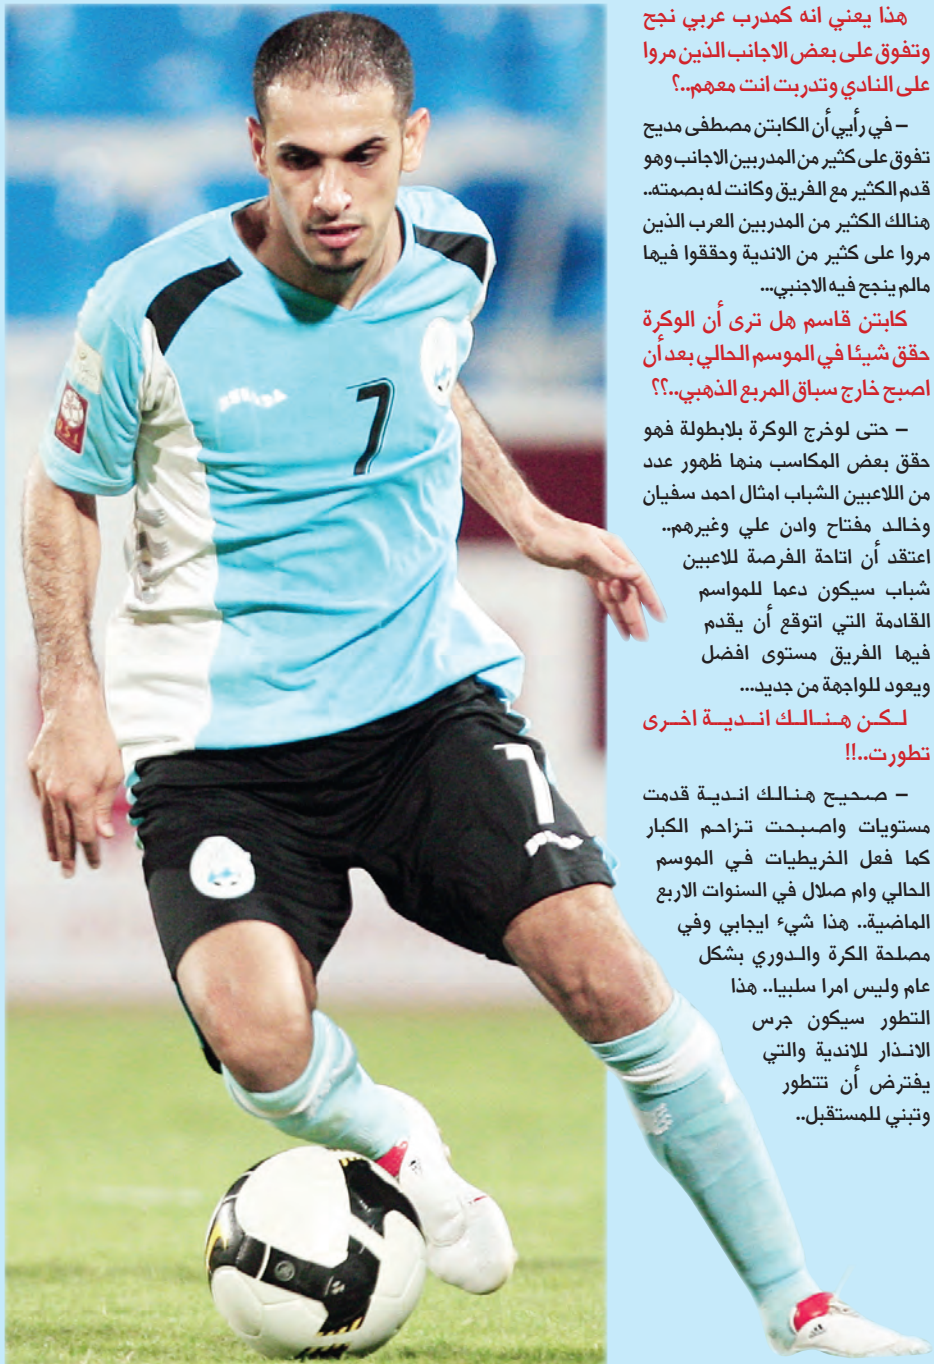 هذا يعني انه كمدرب عربي نجح
وتفوق على بعض الاجانب الذين مروا
على النادي وتدربت انت معهم..؟
– في رأيي أن الكابتن مصطفى مديح
تفوق على كثير من المدربين الاجانب وهو
قدم الكثير مع الفريق وكانت له بصمته..
هنالك الكثير من المدربين العرب الذين
مروا على كثير من الاندية وحققوا فيها
مالم ينجح فيه الاجنبي...
كابتن قاسم هل ترى أن الوكرة
حقق شيئا في الموسم الحالي بعد أن
اصبح خارج سباق المربع الذهبي..؟؟
– حتى لوخرج الوكرة بلابطولة فهو
حقق بعض المكاسب منها ظهور عدد
من اللاعبين الشباب امثال احمد سفيان
وخالد مفتاح وادن علي وغيرهم..
اعتقد أن اتاحة الفرصة للاعبين
شباب سيكون دعما للمواسم
القادمة التي اتوقع أن يقدم
فيها الفريق مستوى افضل
ويعود للواجهة من جديد...
لكن هنالك اندية اخرى
تطورت..!!
– صحيح هنالك اندية قدمت
مستويات واصبحت تزاحم الكبار
كما فعل الخريطيات في الموسم
الحالي وام صلال في السنوات الاربع
الماضية.. هذا شيء ايجابي وفي
مصلحة الكرة والدوري بشكل
عام وليس امرا سلبيا.. هذا
التطور سيكون جرس
الانذار للاندية والتي
يفترض أن تتطور
وتبني للمستقبل..
7
7